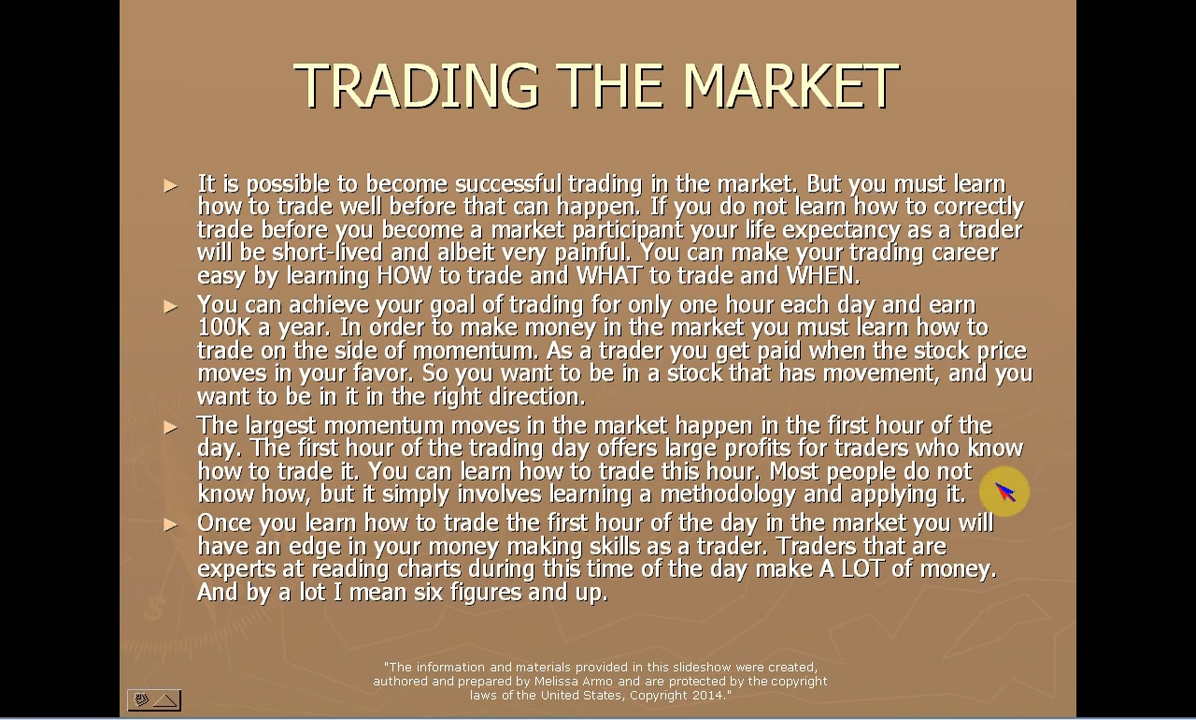 TRADING THE MARKET
It is possible to become successful trading in the market. But you must learn
how to trade well before that can happen. If you do not learn how to correctly
trade before you become a market participant your life expectancy as a trader
will be short-lived and albeit very painful. You can make your trading career
easy by learning HOW to trade and WHAT to trade and WHEN.
You can achieve your goal of trading for only one hour each day and earn
100K a year. In order to make money in the market you must learn how to
trade on the side of momentum. As a trader you get paid when the stock price
moves in your favor. So you want to be in a stock that has movement, and you
want to be in it in the right direction.
The largest momentum moves in the market happen in the first hour of the
day. The first hour of the trading day offers large profits for traders who know
how to trade it. You can learn how to trade this hour. Most people do not
know how, but it simply involves learning a methodology and applying it.
Once you learn how to trade the first hour of the day in the market you will
have an edge in your money making skills as a trader. Traders that are
experts at reading charts during this time of the day make A LOT of money.
And by a lot I mean six figures and up.
"The information and materials provided in this slideshow were created,
authored and prepared by Melissa Armo and are protected by the copyright
laws of the United States, Copyright 2014."